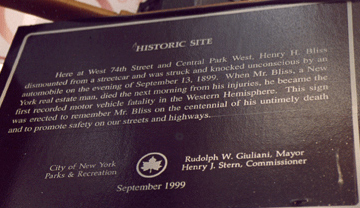 HISTORIC SITE
Here at West 74th Street and Central Park West, Henry H. Bliss
dismounted from a streetcar and was struck and knocked unconscious by an
automobile on the evening of September 13, 1899. When Mr. Bliss, a New
York real estate man, died the next morning from his injuries, he became the
first recorded motor vehicle fatality in the Western Hemisphere. This sign
was erected to remember Mr. Bliss on the centennial of his untimely death
and to promote safety on our streets and highways.
City of New York
Parks & Recreation
Rudolph W. Giuliani, Mayor
Henry J. Stern, Commissioner
September 1999